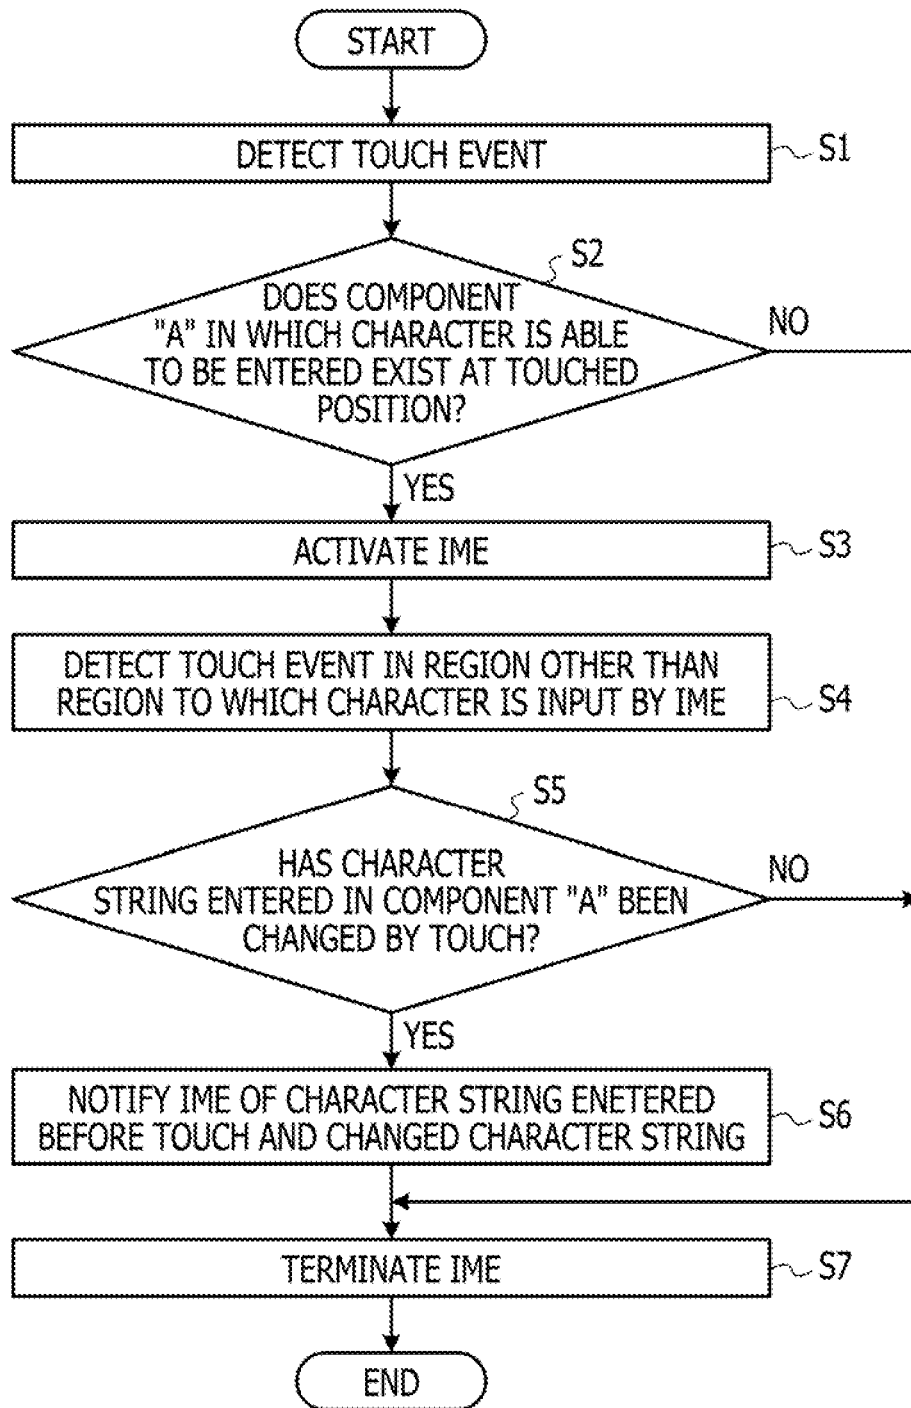 START
DETECT TOUCH EVENT
S1
S2
DOES COMPONENT
"A" IN WHICH CHARACTER IS ABLE
TO BE ENTERED EXIST AT TOUCHED
POSITION?
NO
YES
ACTIVATE IME
S3
DETECT TOUCH EVENT IN REGION OTHER THAN
REGION TO WHICH CHARACTER IS INPUT BY IME
S4
S5
HAS CHARACTER
STRING ENTERED IN COMPONENT "A" BEEN
CHANGED BY TOUCH?
NO
YES
NOTIFY IME OF CHARACTER STRING ENETERED
BEFORE TOUCH AND CHANGED CHARACTER STRING
S6
TERMINATE IME
S7
END